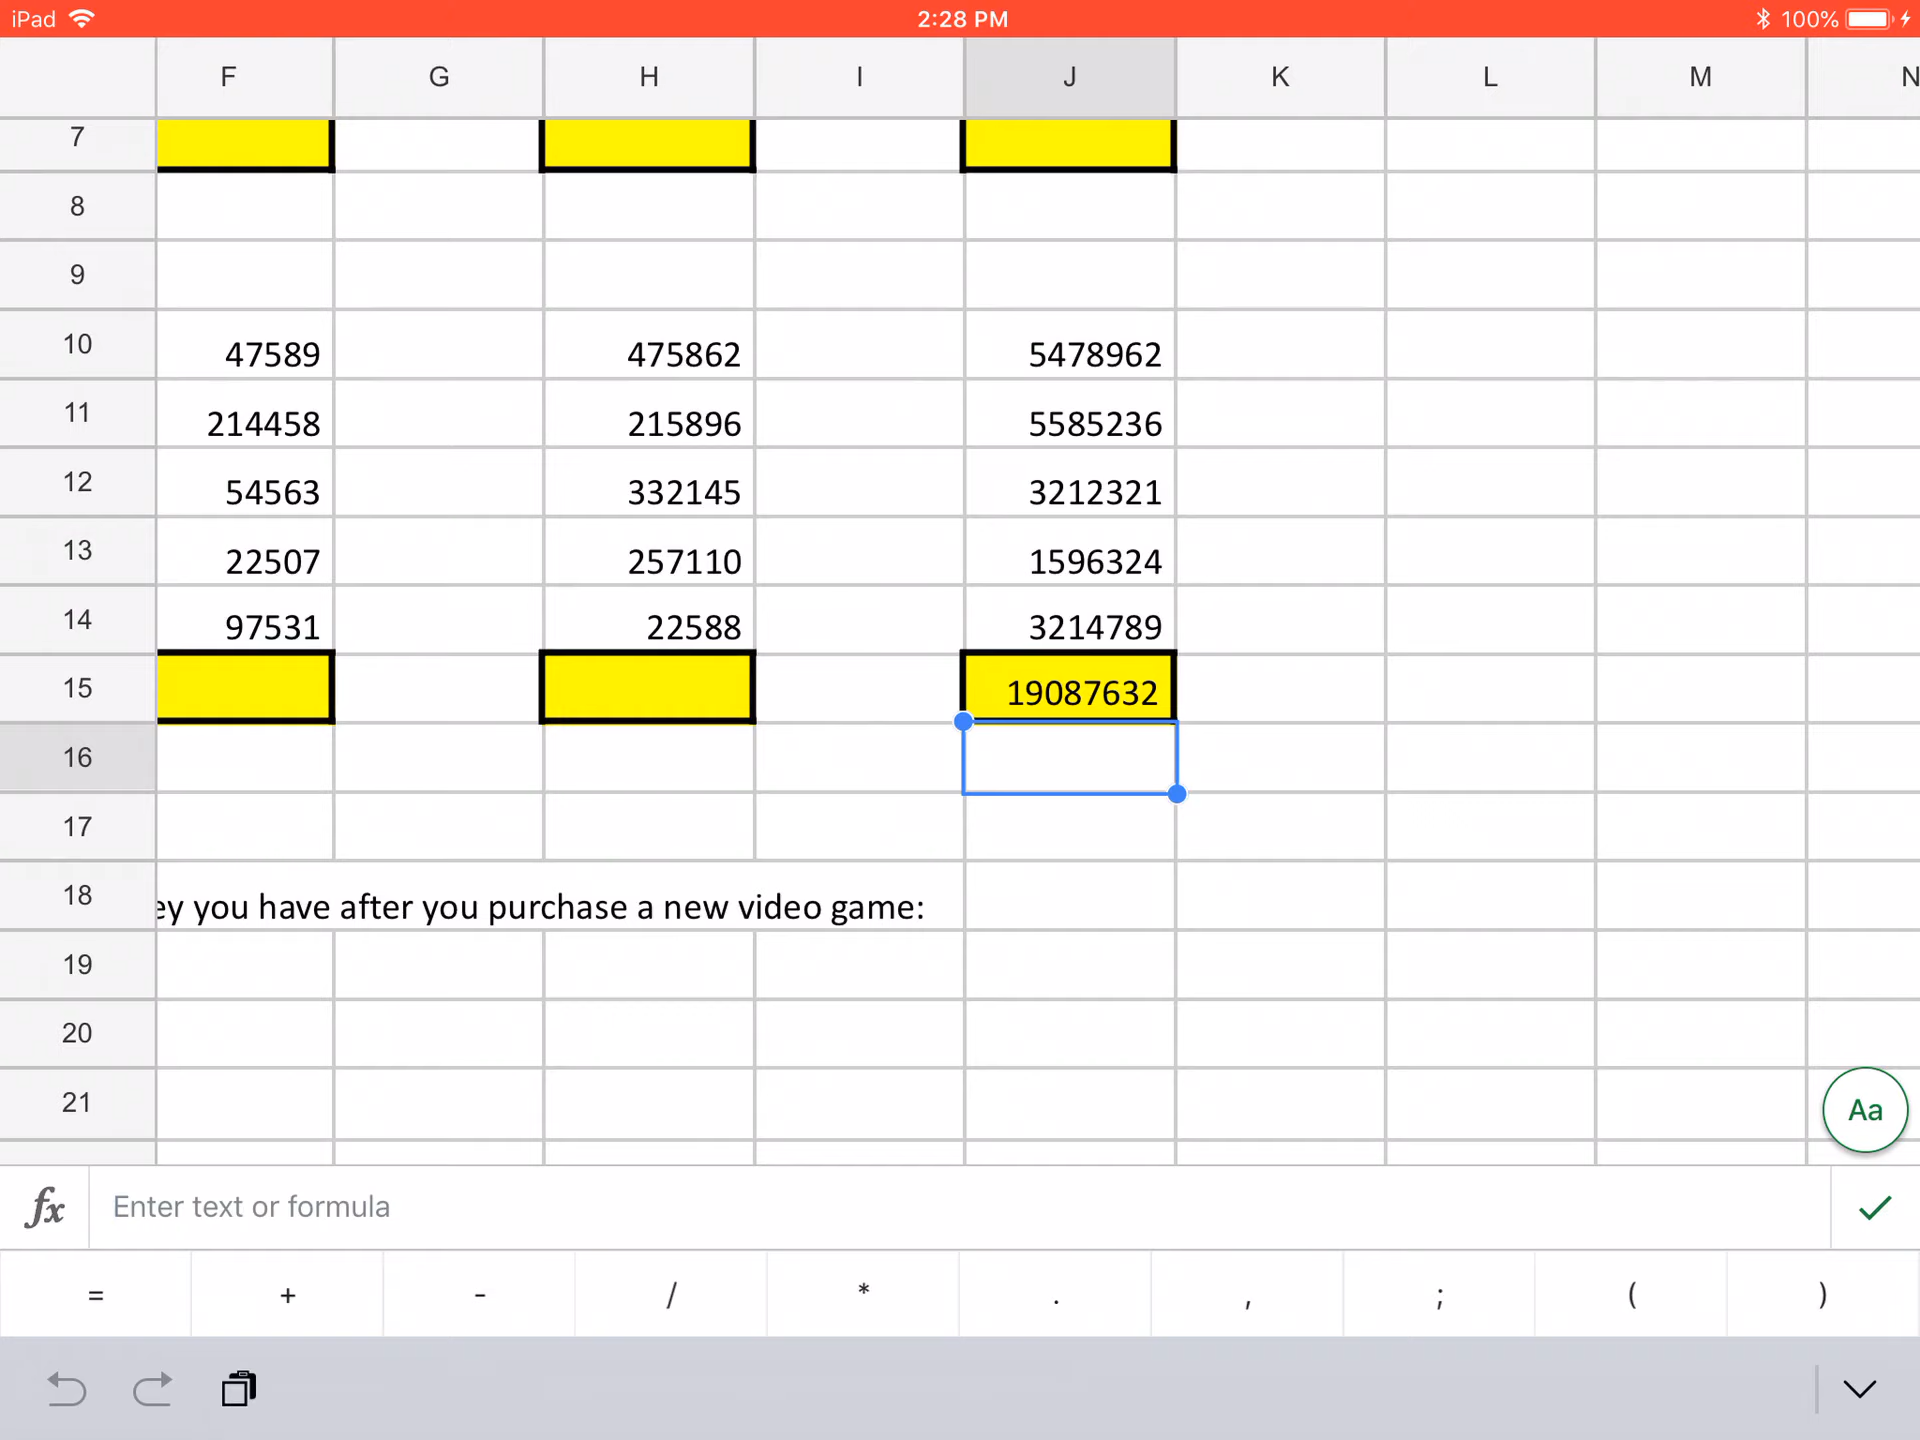 iPad 2:28 PM 100%
F G H I J K L M N
7
8
9
10 47589 475862 5478962
11 214458 215896 5585236
12 54563 332145 3212321
13 22507 257110 1596324
14 97531 22588 3214789
15 19087632
16
17
18 ey you have after you purchase a new video game:
19
20
21
Aa
fx Enter text or formula
= + - / * . , ; ( )